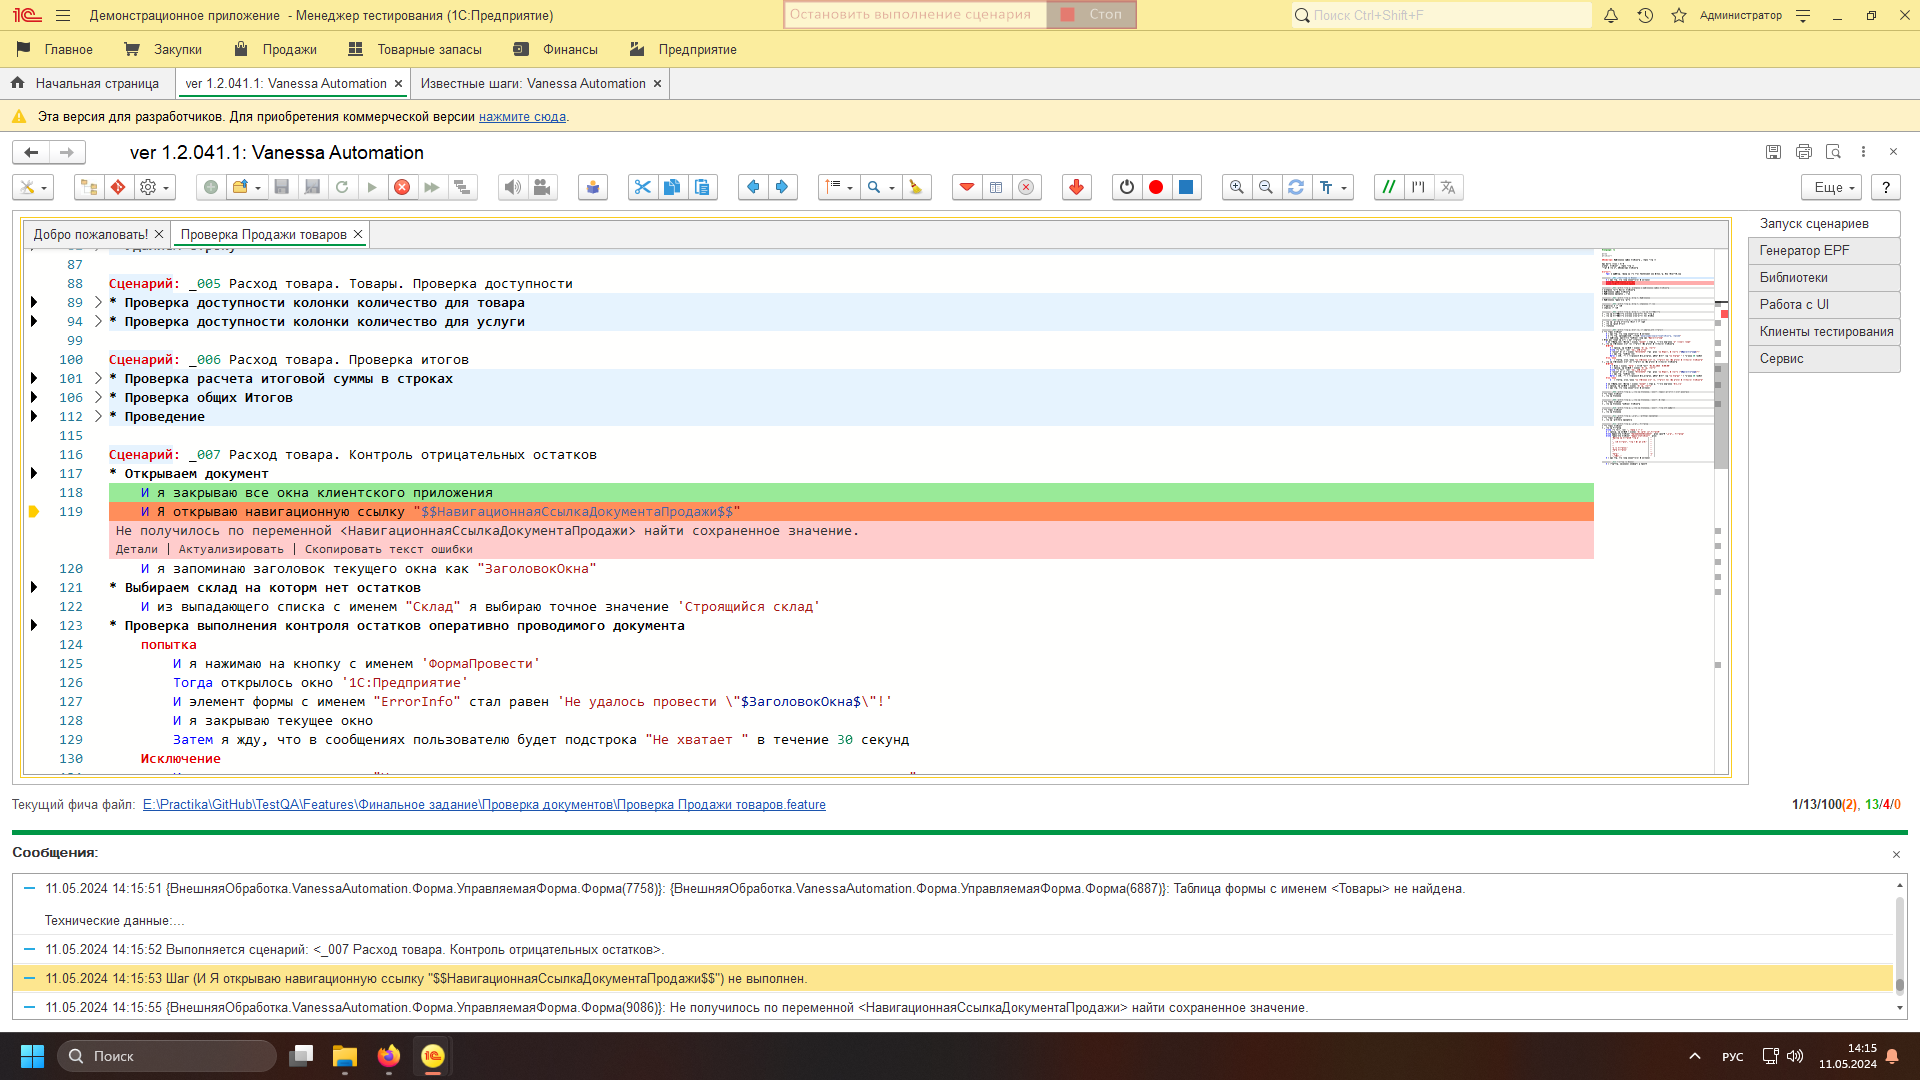 Демонстрационное приложение - Менеджер тестирования (1С:Предприятие)
Остановить выполнение сценария
Стоп
Поиск Ctrl+Shift+F
Администратор
Главное
Закупки
Продажи
Товарные запасы
Финансы
Предприятие
Начальная страница
ver 1.2.041.1: Vanessa Automation
Известные шаги: Vanessa Automation
Эта версия для разработчиков. Для приобретения коммерческой версии нажмите сюда.
ver 1.2.041.1: Vanessa Automation
Еще
?
Добро пожаловать!
Проверка Продажи товаров
87
88 Сценарий: _005 Расход товара. Товары. Проверка доступности
89 * Проверка доступности колонки количество для товара
94 * Проверка доступности колонки количество для услуги
99
100 Сценарий: _006 Расход товара. Проверка итогов
101 * Проверка расчета итоговой суммы в строках
106 * Проверка общих Итогов
112 * Проведение
115
116 Сценарий: _007 Расход товара. Контроль отрицательных остатков
117 * Открываем документ
118 И я закрываю все окна клиентского приложения
119 И Я открываю навигационную ссылку "$$НавигационнаяСсылкаДокументаПродажи$$"
Не получилось по переменной <НавигационнаяСсылкаДокументаПродажи> найти сохраненное значение.
Детали | Актуализировать | Скопировать текст ошибки
120 И я запоминаю заголовок текущего окна как "ЗаголовокОкна"
121 * Выбираем склад на котором нет остатков
122 И из выпадающего списка с именем "Склад" я выбираю точное значение 'Строящийся склад'
123 * Проверка выполнения контроля остатков оперативно проводимого документа
124 попытка
125 И я нажимаю на кнопку с именем 'ФормаПровести'
126 Тогда открылось окно '1С:Предприятие'
127 И элемент формы с именем "ErrorInfo" стал равен 'Не удалось провести \"$ЗаголовокОкна$\"!'
128 И я закрываю текущее окно
129 Затем я жду, что в сообщениях пользователю будет подстрока "Не хватает " в течение 30 секунд
130 Исключение
Запуск сценариев
Генератор EPF
Библиотеки
Работа с UI
Клиенты тестирования
Сервис
Текущий фича файл: E:\Practika\GitHub\TestQA\Features\Финальное задание\Проверка документов\Проверка Продажи товаров.feature
1/13/100(2), 13/4/0
Сообщения:
11.05.2024 14:15:51 {ВнешняяОбработка.VanessaAutomation.Форма.УправляемаяФорма.Форма(7758)}: {ВнешняяОбработка.VanessaAutomation.Форма.УправляемаяФорма.Форма(6887)}: Таблица формы с именем <Товары> не найдена.
Технические данные:...
11.05.2024 14:15:52 Выполняется сценарий: <_007 Расход товара. Контроль отрицательных остатков>.
11.05.2024 14:15:53 Шаг (И Я открываю навигационную ссылку "$$НавигационнаяСсылкаДокументаПродажи$$") не выполнен.
11.05.2024 14:15:55 {ВнешняяОбработка.VanessaAutomation.Форма.УправляемаяФорма.Форма(9086)}: Не получилось по переменной <НавигационнаяСсылкаДокументаПродажи> найти сохраненное значение.
Поиск
РУС
14:15
11.05.2024